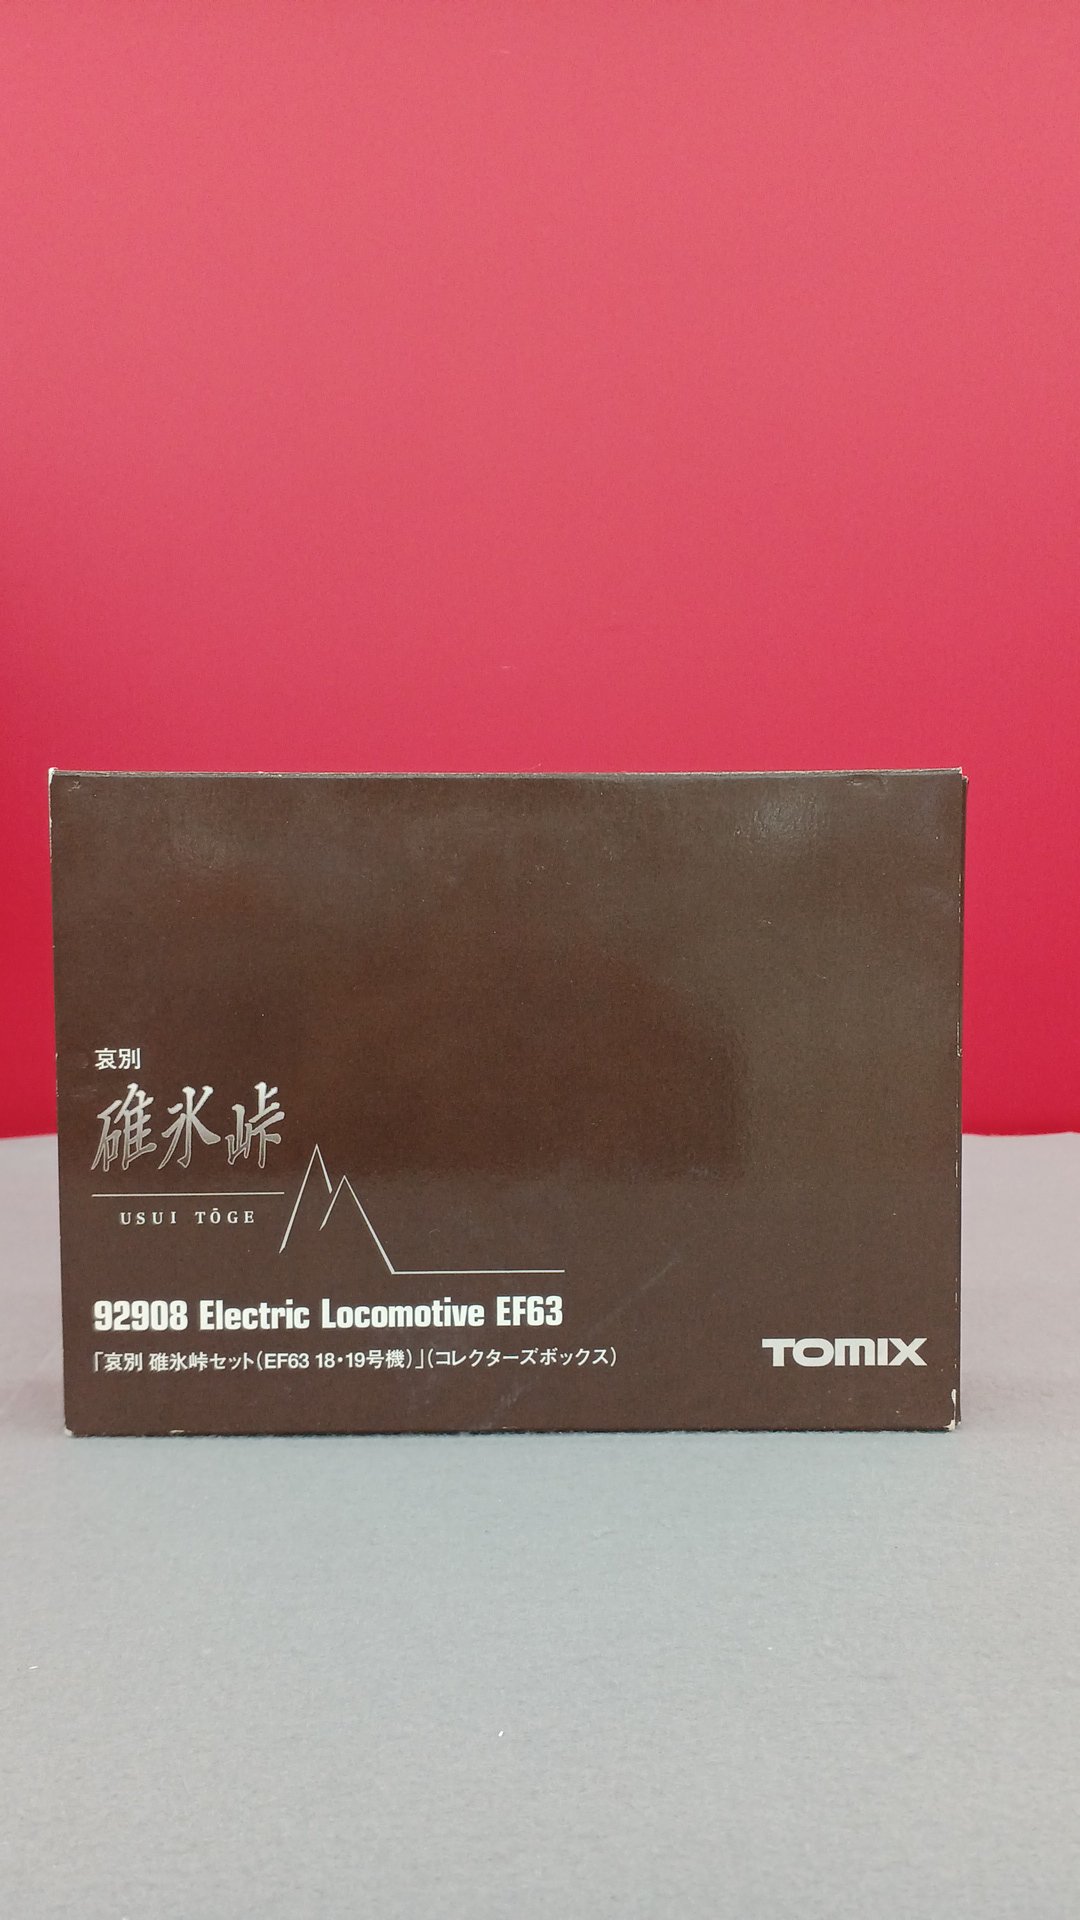 哀別
碓氷峠
USUI TŌGE
92908 Electric Locomotive EF63
「哀別 碓氷峠セット(EF63 18・19号機)」(コレクターズボックス)
TOMIX